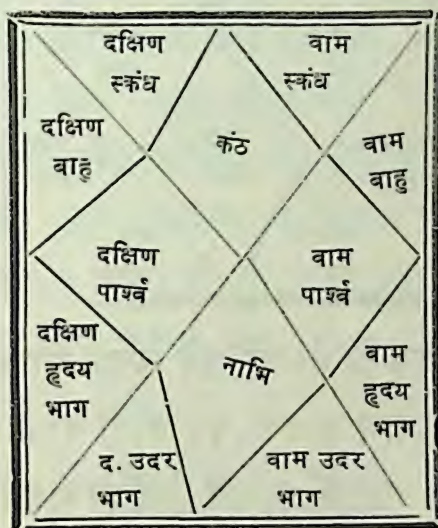 दक्षिण
स्कंध
वाम
स्कंध
दक्षिण
बाहु
कंठ
वाम
बाहु
दक्षिण
पार्श्व
वाम
पार्श्व
दक्षिण
हृदय
भाग
नाभि
वाम
हृदय
भाग
द. उदर
भाग
वाम उदर
भाग